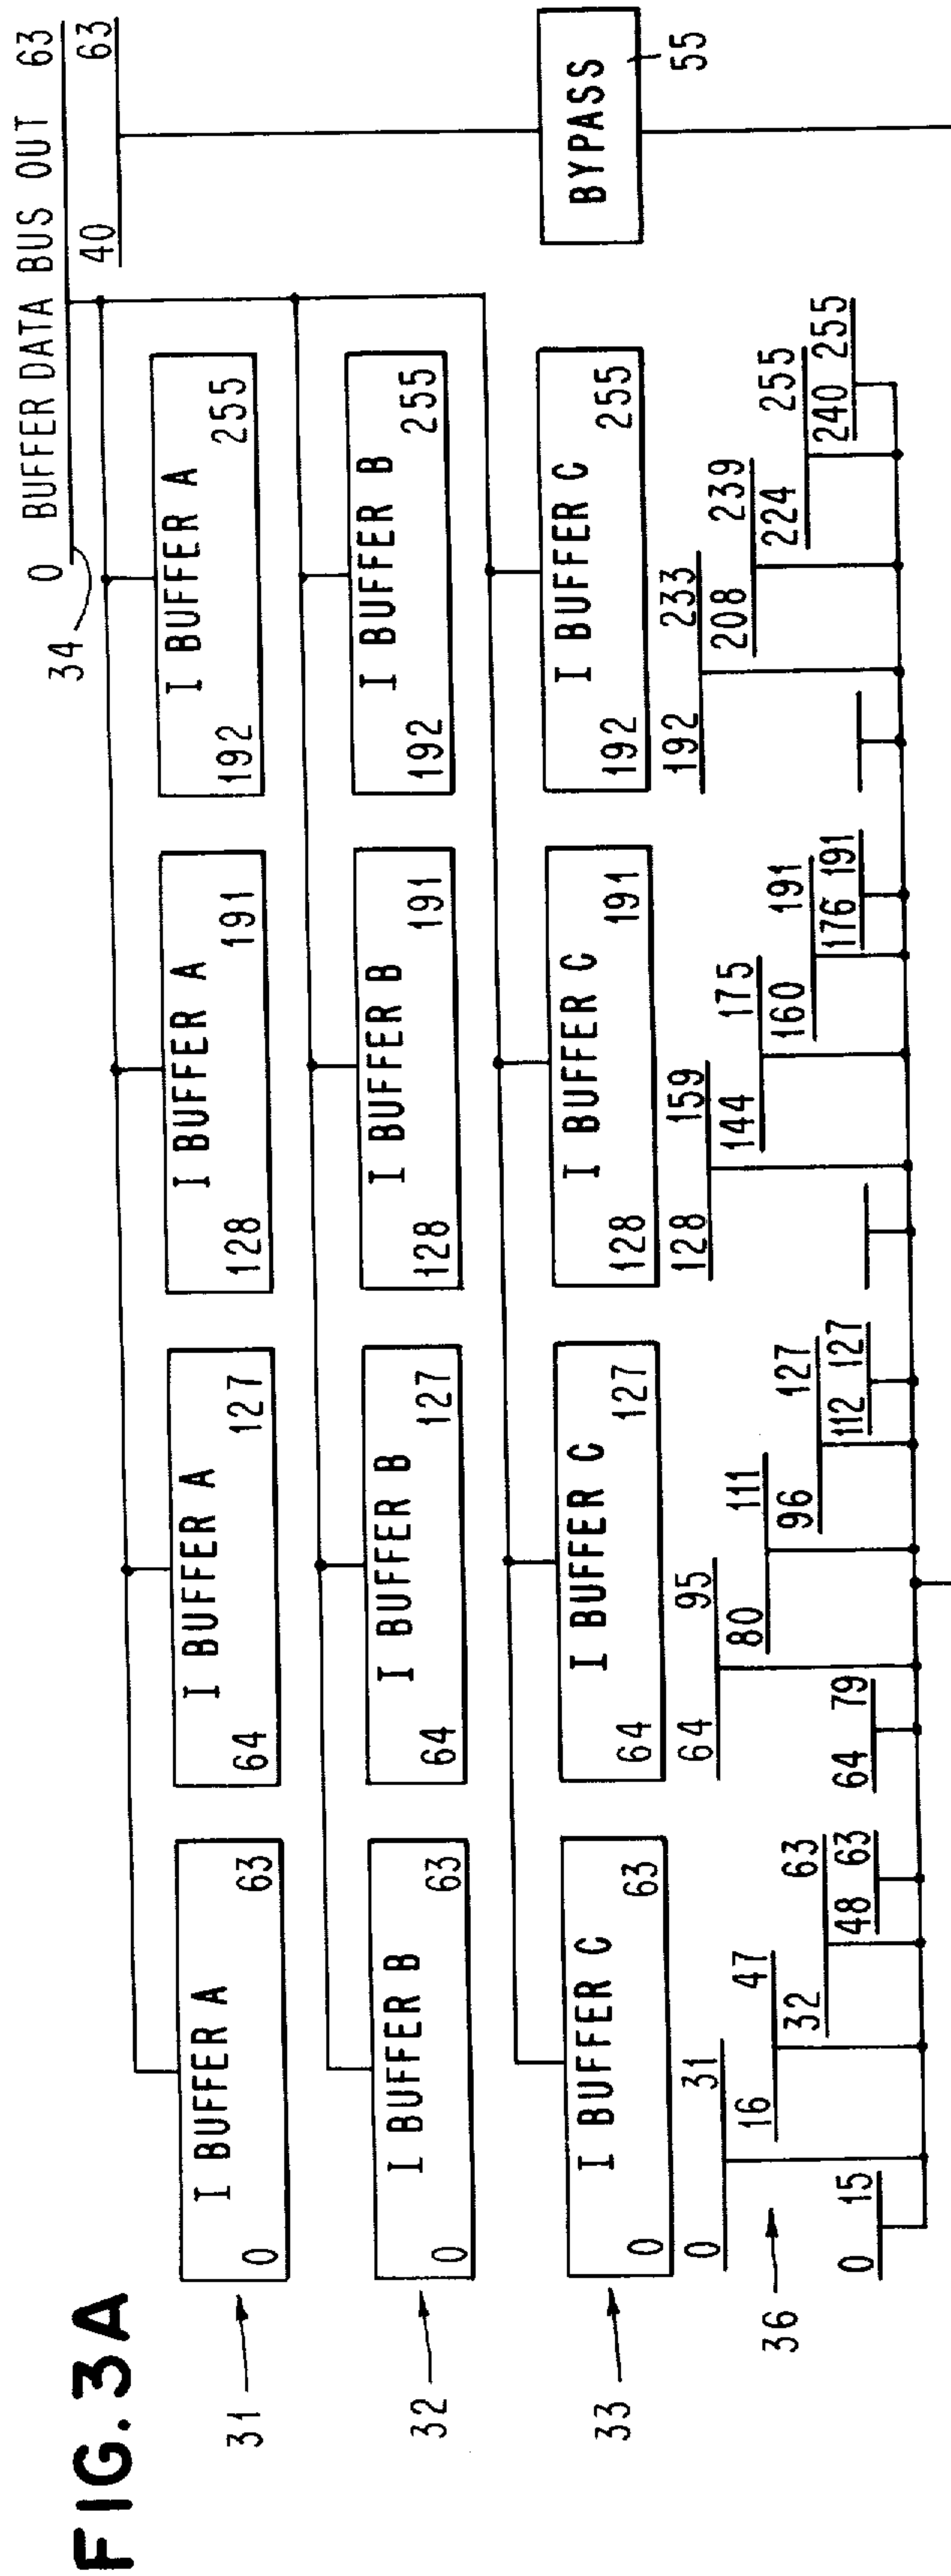 FIG. 3A
0 BUFFER DATA BUS OUT 63
34
40 63
31
I BUFFER A
0 63
I BUFFER A
64 127
I BUFFER A
128 191
I BUFFER A
192 255
32
I BUFFER B
0 63
I BUFFER B
64 127
I BUFFER B
128 191
I BUFFER B
192 255
33
I BUFFER C
0 63
I BUFFER C
64 127
I BUFFER C
128 191
I BUFFER C
192 255
BYPASS
55
36
0 31 64 95 128 159 192 233
16 47 80 111 144 175 208 239
32 63 96 127 160 191 224 255
0 15 48 63 64 79 112 127 176 191 240 255